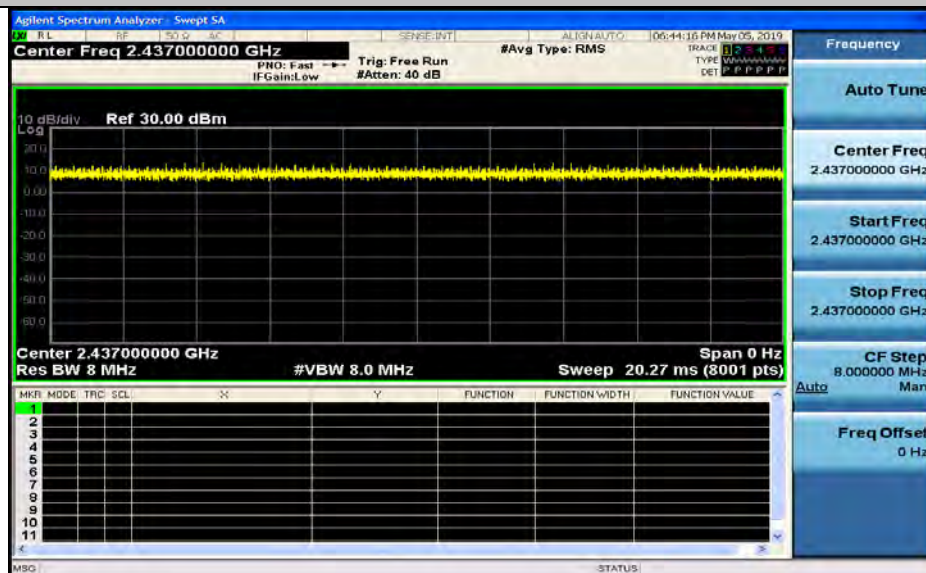 Agilent Spectrum Analyzer - Swept SA
LXI RL RF 50 Ω AC SENSE:INT ALIGN AUTO 06:44:16 PM May 05, 2019
Center Freq 2.437000000 GHz #Avg Type: RMS TRACE 1 2 3 4 5 6
PNO: Fast Trig: Free Run TYPE
IFGain:Low #Atten: 40 dB DET P P P P P P
10 dB/div Ref 30.00 dBm
Log
20.0
10.0
0.00
-10.0
-20.0
-30.0
-40.0
-50.0
-60.0
Center 2.437000000 GHz Span 0 Hz
Res BW 8 MHz #VBW 8.0 MHz Sweep 20.27 ms (8001 pts)
MKR MODE TRC SCL X Y FUNCTION FUNCTION WIDTH FUNCTION VALUE
1
2
3
4
5
6
7
8
9
10
11
MSG STATUS
Frequency
Auto Tune
Center Freq
2.437000000 GHz
Start Freq
2.437000000 GHz
Stop Freq
2.437000000 GHz
CF Step
8.000000 MHz
Auto Man
Freq Offset
0 Hz